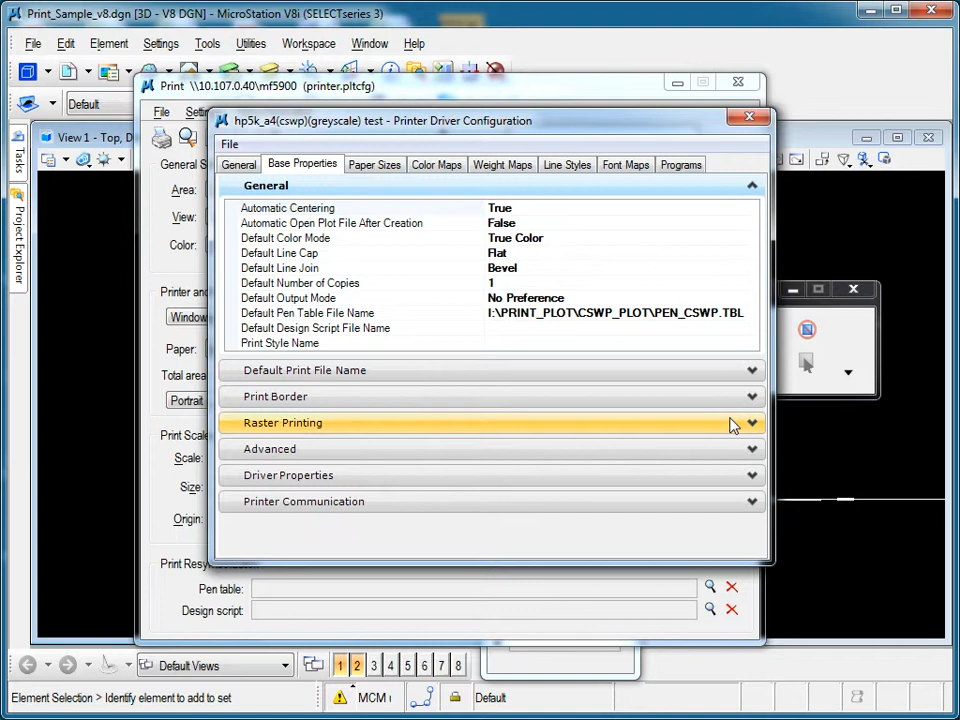 Print_Sample_v8.dgn [3D - V8 DGN] - MicroStation V8i (SELECTseries 3)
File Edit Element Settings Tools Utilities Workspace Window Help
Default
Print \\10.107.0.40\mf5900 (printer.pltcfg)
File
hp5k_a4(cswp)(greyscale) test - Printer Driver Configuration
View 1 - Top, D
File
General Base Properties Paper Sizes Color Maps Weight Maps Line Styles Font Maps Programs
Tasks
Project Explorer
General S
Area:
View:
Color:
Printer and
Window
Paper:
Total area
Portrait
Print Scale
Scale:
Size:
Origin:
General
Automatic Centering True
Automatic Open Plot File After Creation False
Default Color Mode True Color
Default Line Cap Flat
Default Line Join Bevel
Default Number of Copies 1
Default Output Mode No Preference
Default Pen Table File Name I:\PRINT_PLOT\CSWP_PLOT\PEN_CSWP.TBL
Default Design Script File Name
Print Style Name
Default Print File Name
Print Border
Raster Printing
Advanced
Driver Properties
Printer Communication
Pen table:
Design script:
Default Views 1 2 3 4 5 6 7 8
Element Selection > Identify element to add to set MCM Default